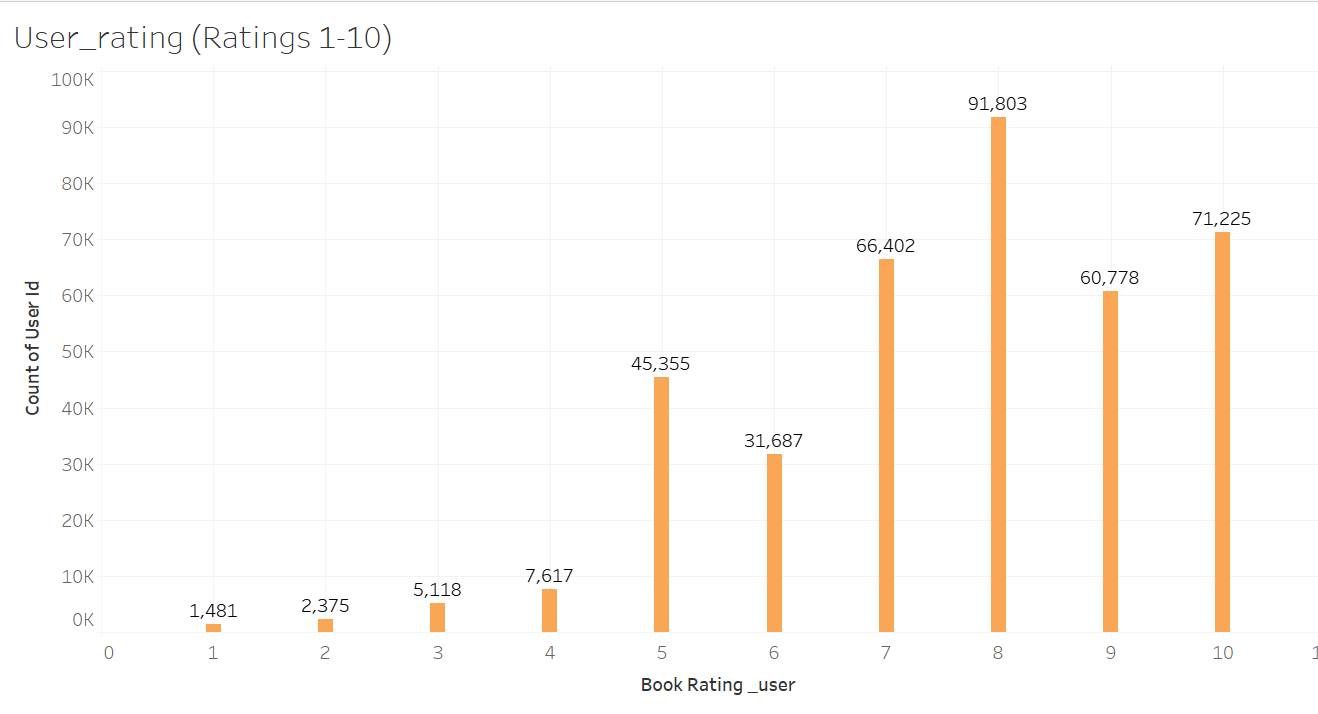 User_rating (Ratings 1-10)
100K
90K
80K
70K
60K
50K
40K
30K
20K
10K
0K
Count of User Id
1,481
2,375
5,118
7,617
45,355
31,687
66,402
91,803
60,778
71,225
0 1 2 3 4 5 6 7 8 9 10 1
Book Rating _user